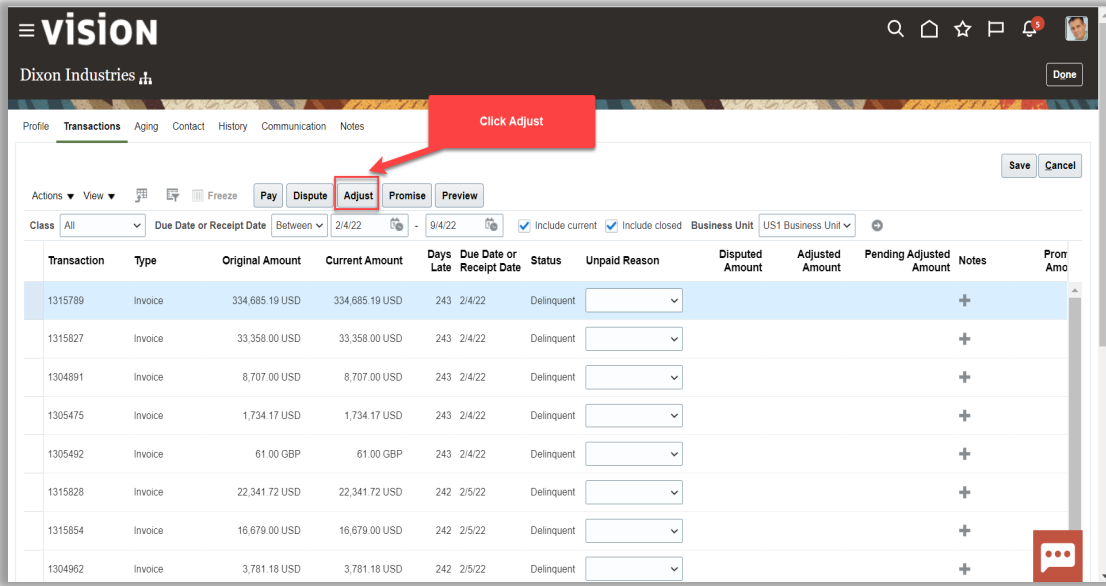 vision
5
Dixon Industries
Done
Profile Transactions Aging Contact History Communication Notes
Click Adjust
Save Cancel
Actions View Freeze Pay Dispute Adjust Promise Preview
Class All Due Date or Receipt Date Between 2/4/22 - 9/4/22 Include current Include closed Business Unit US1 Business Unit
Transaction Type Original Amount Current Amount Days Late Due Date or Receipt Date Status Unpaid Reason Disputed Amount Adjusted Amount Pending Adjusted Amount Notes Prom Amo
1315789 Invoice 334,685.19 USD 334,685.19 USD 243 2/4/22 Delinquent
1315827 Invoice 33,358.00 USD 33,358.00 USD 243 2/4/22 Delinquent
1304891 Invoice 8,707.00 USD 8,707.00 USD 243 2/4/22 Delinquent
1305475 Invoice 1,734.17 USD 1,734.17 USD 243 2/4/22 Delinquent
1305492 Invoice 61.00 GBP 61.00 GBP 243 2/4/22 Delinquent
1315828 Invoice 22,341.72 USD 22,341.72 USD 242 2/5/22 Delinquent
1315854 Invoice 16,679.00 USD 16,679.00 USD 242 2/5/22 Delinquent
1304962 Invoice 3,781.18 USD 3,781.18 USD 242 2/5/22 Delinquent